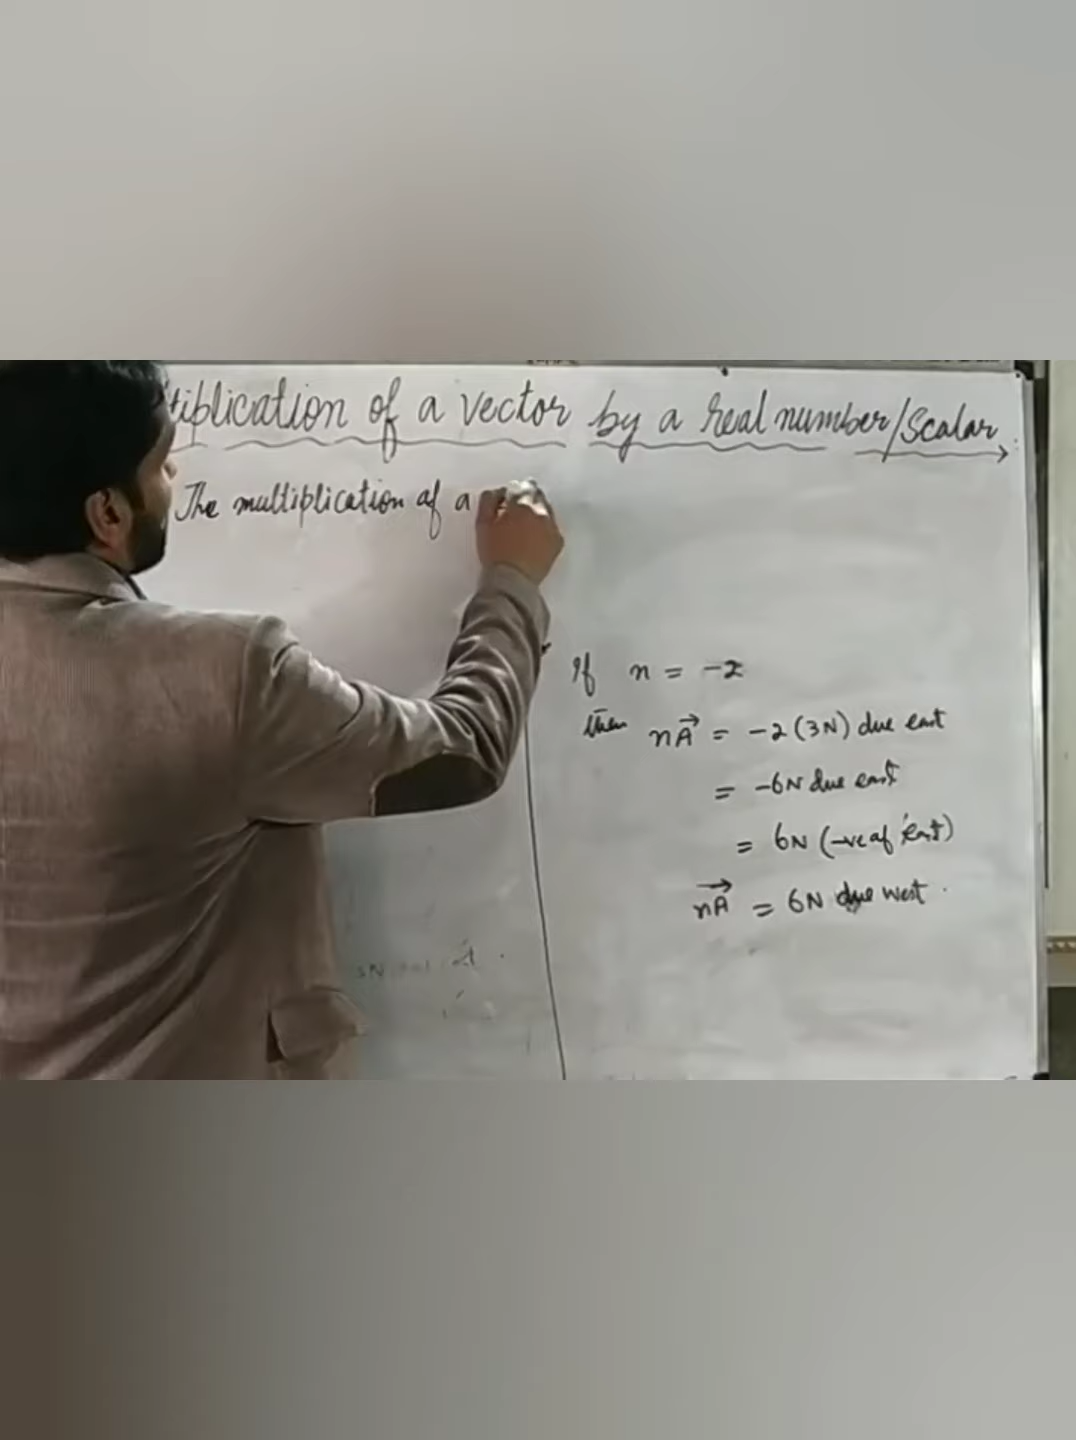 tiplication of a vector by a real number/Scalar
The multiplication of a
If n = -2
then nA⃗ = -2 (3N) due east
= -6N due east
= 6N (-ve of east)
nA⃗ = 6N due west.
3N